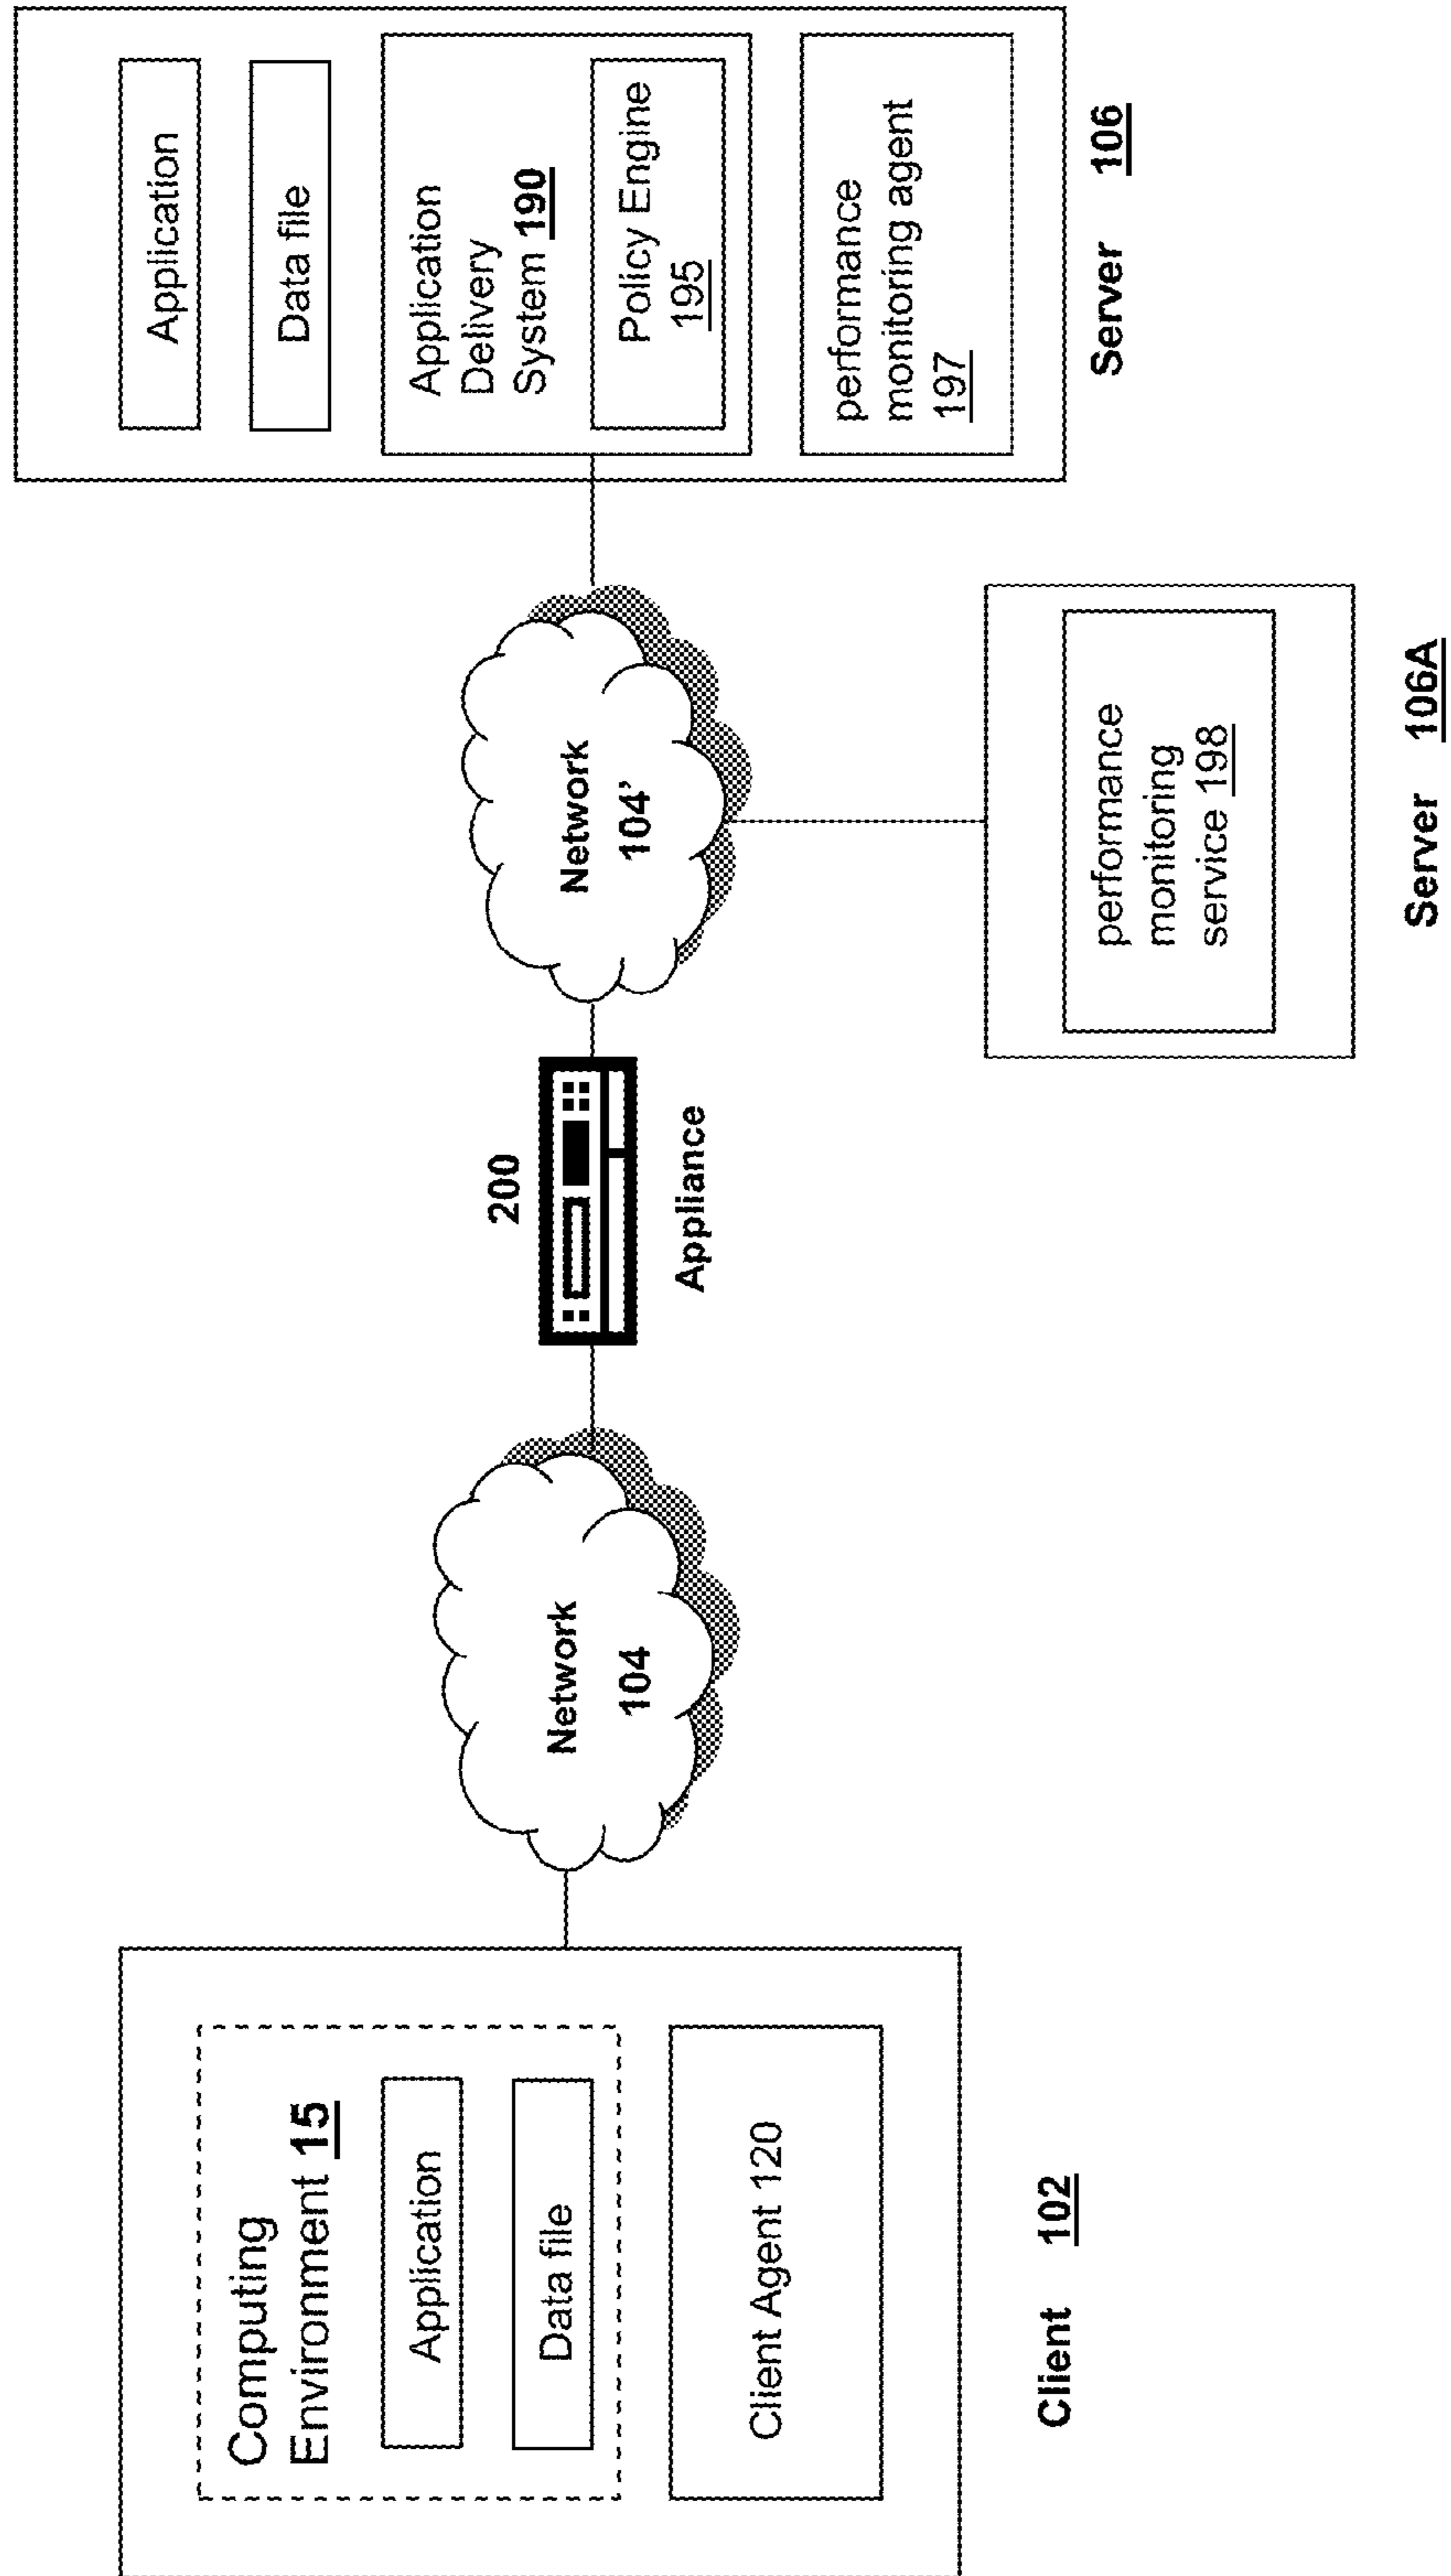 Computing
Environment 15
Application
Data file
Client Agent 120
Client 102
Network
104
200
Appliance
Network
104’
performance
monitoring
service 198
Server 106A
Application
Data file
Application
Delivery
System 190
Policy Engine
195
performance
monitoring agent
197
Server 106